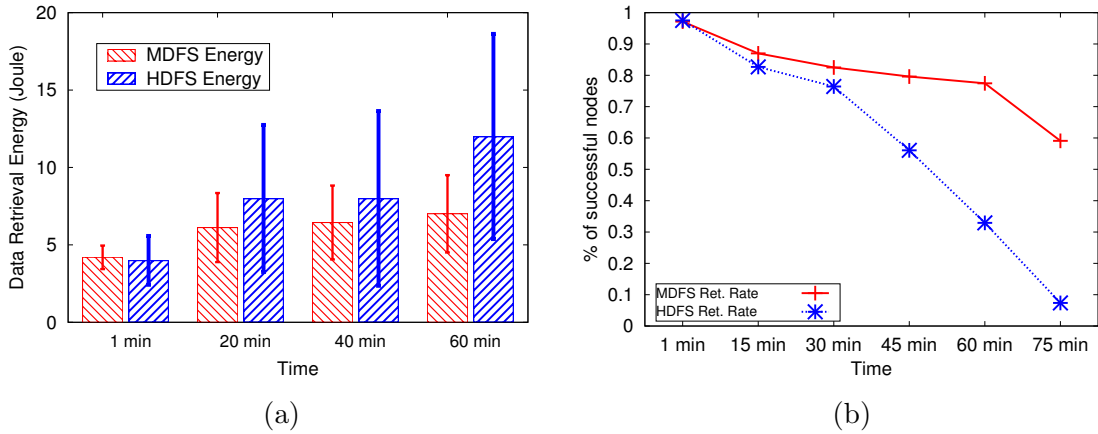 20
15
10
5
0
Data Retrieval Energy (Joule)
MDFS Energy
HDFS Energy
1 min
20 min
40 min
60 min
Time
(a)
1
0.9
0.8
0.7
0.6
0.5
0.4
0.3
0.2
0.1
0
% of successful nodes
MDFS Ret. Rate
HDFS Ret. Rate
1 min
15 min
30 min
45 min
60 min
75 min
Time
(b)